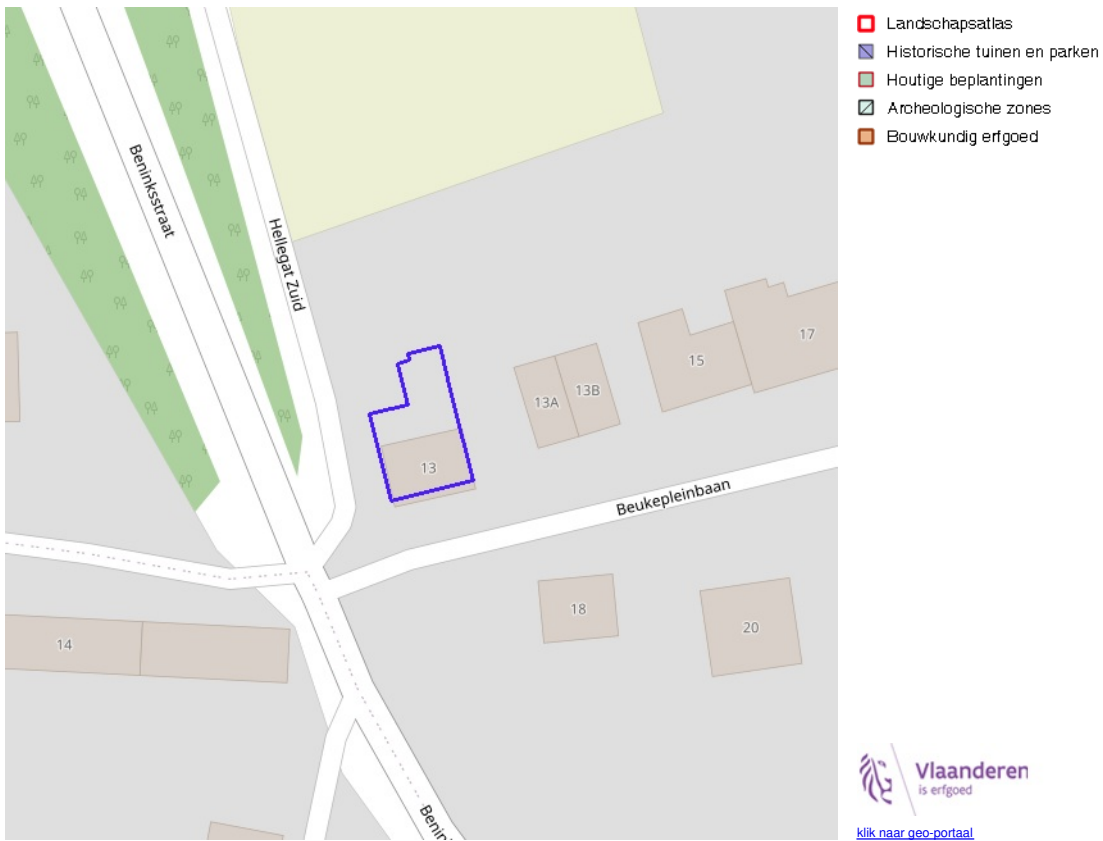 Landschapsatlas
Historische tuinen en parken
Houtige beplantingen
Archeologische zones
Bouwkundig erfgoed
Beninksstraat
Hellegat Zuid
17
15
13A
13B
13
Beukepleinbaan
18
20
14
Benin
Vlaanderen
is erfgoed
klik naar geo-portaal